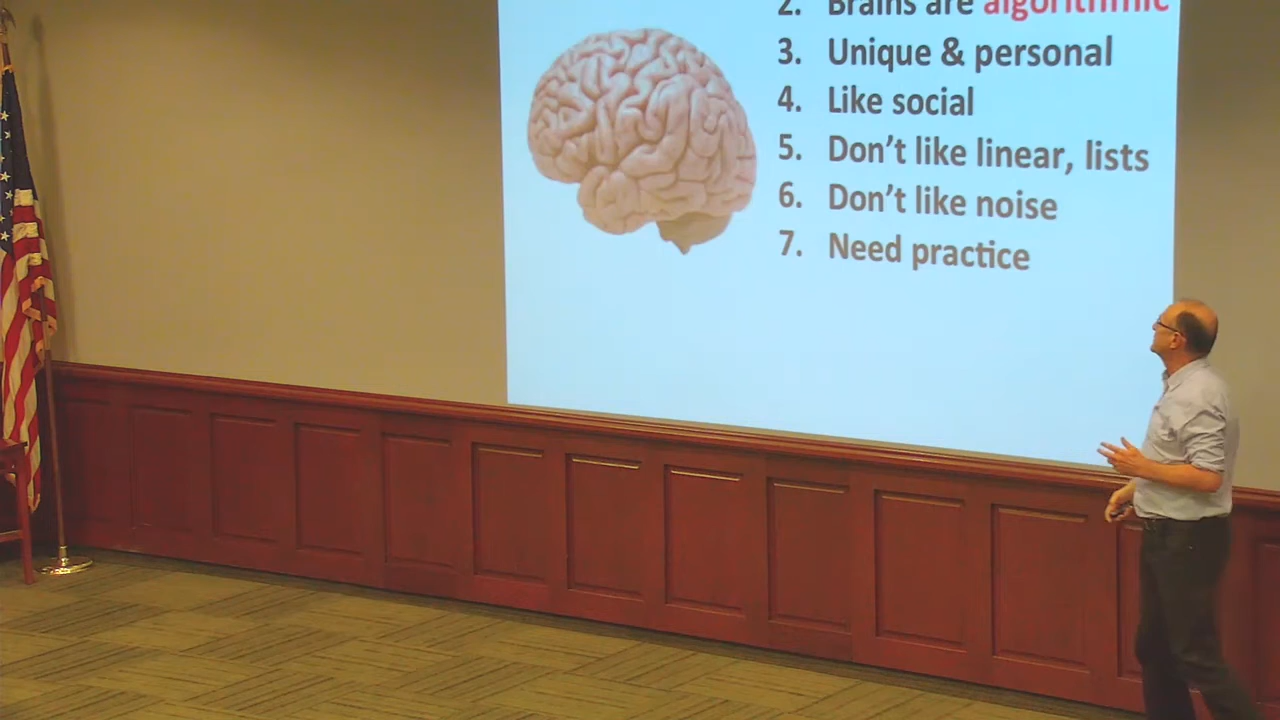 2. Brains are algorithmic
3. Unique & personal
4. Like social
5. Don't like linear, lists
6. Don't like noise
7. Need practice